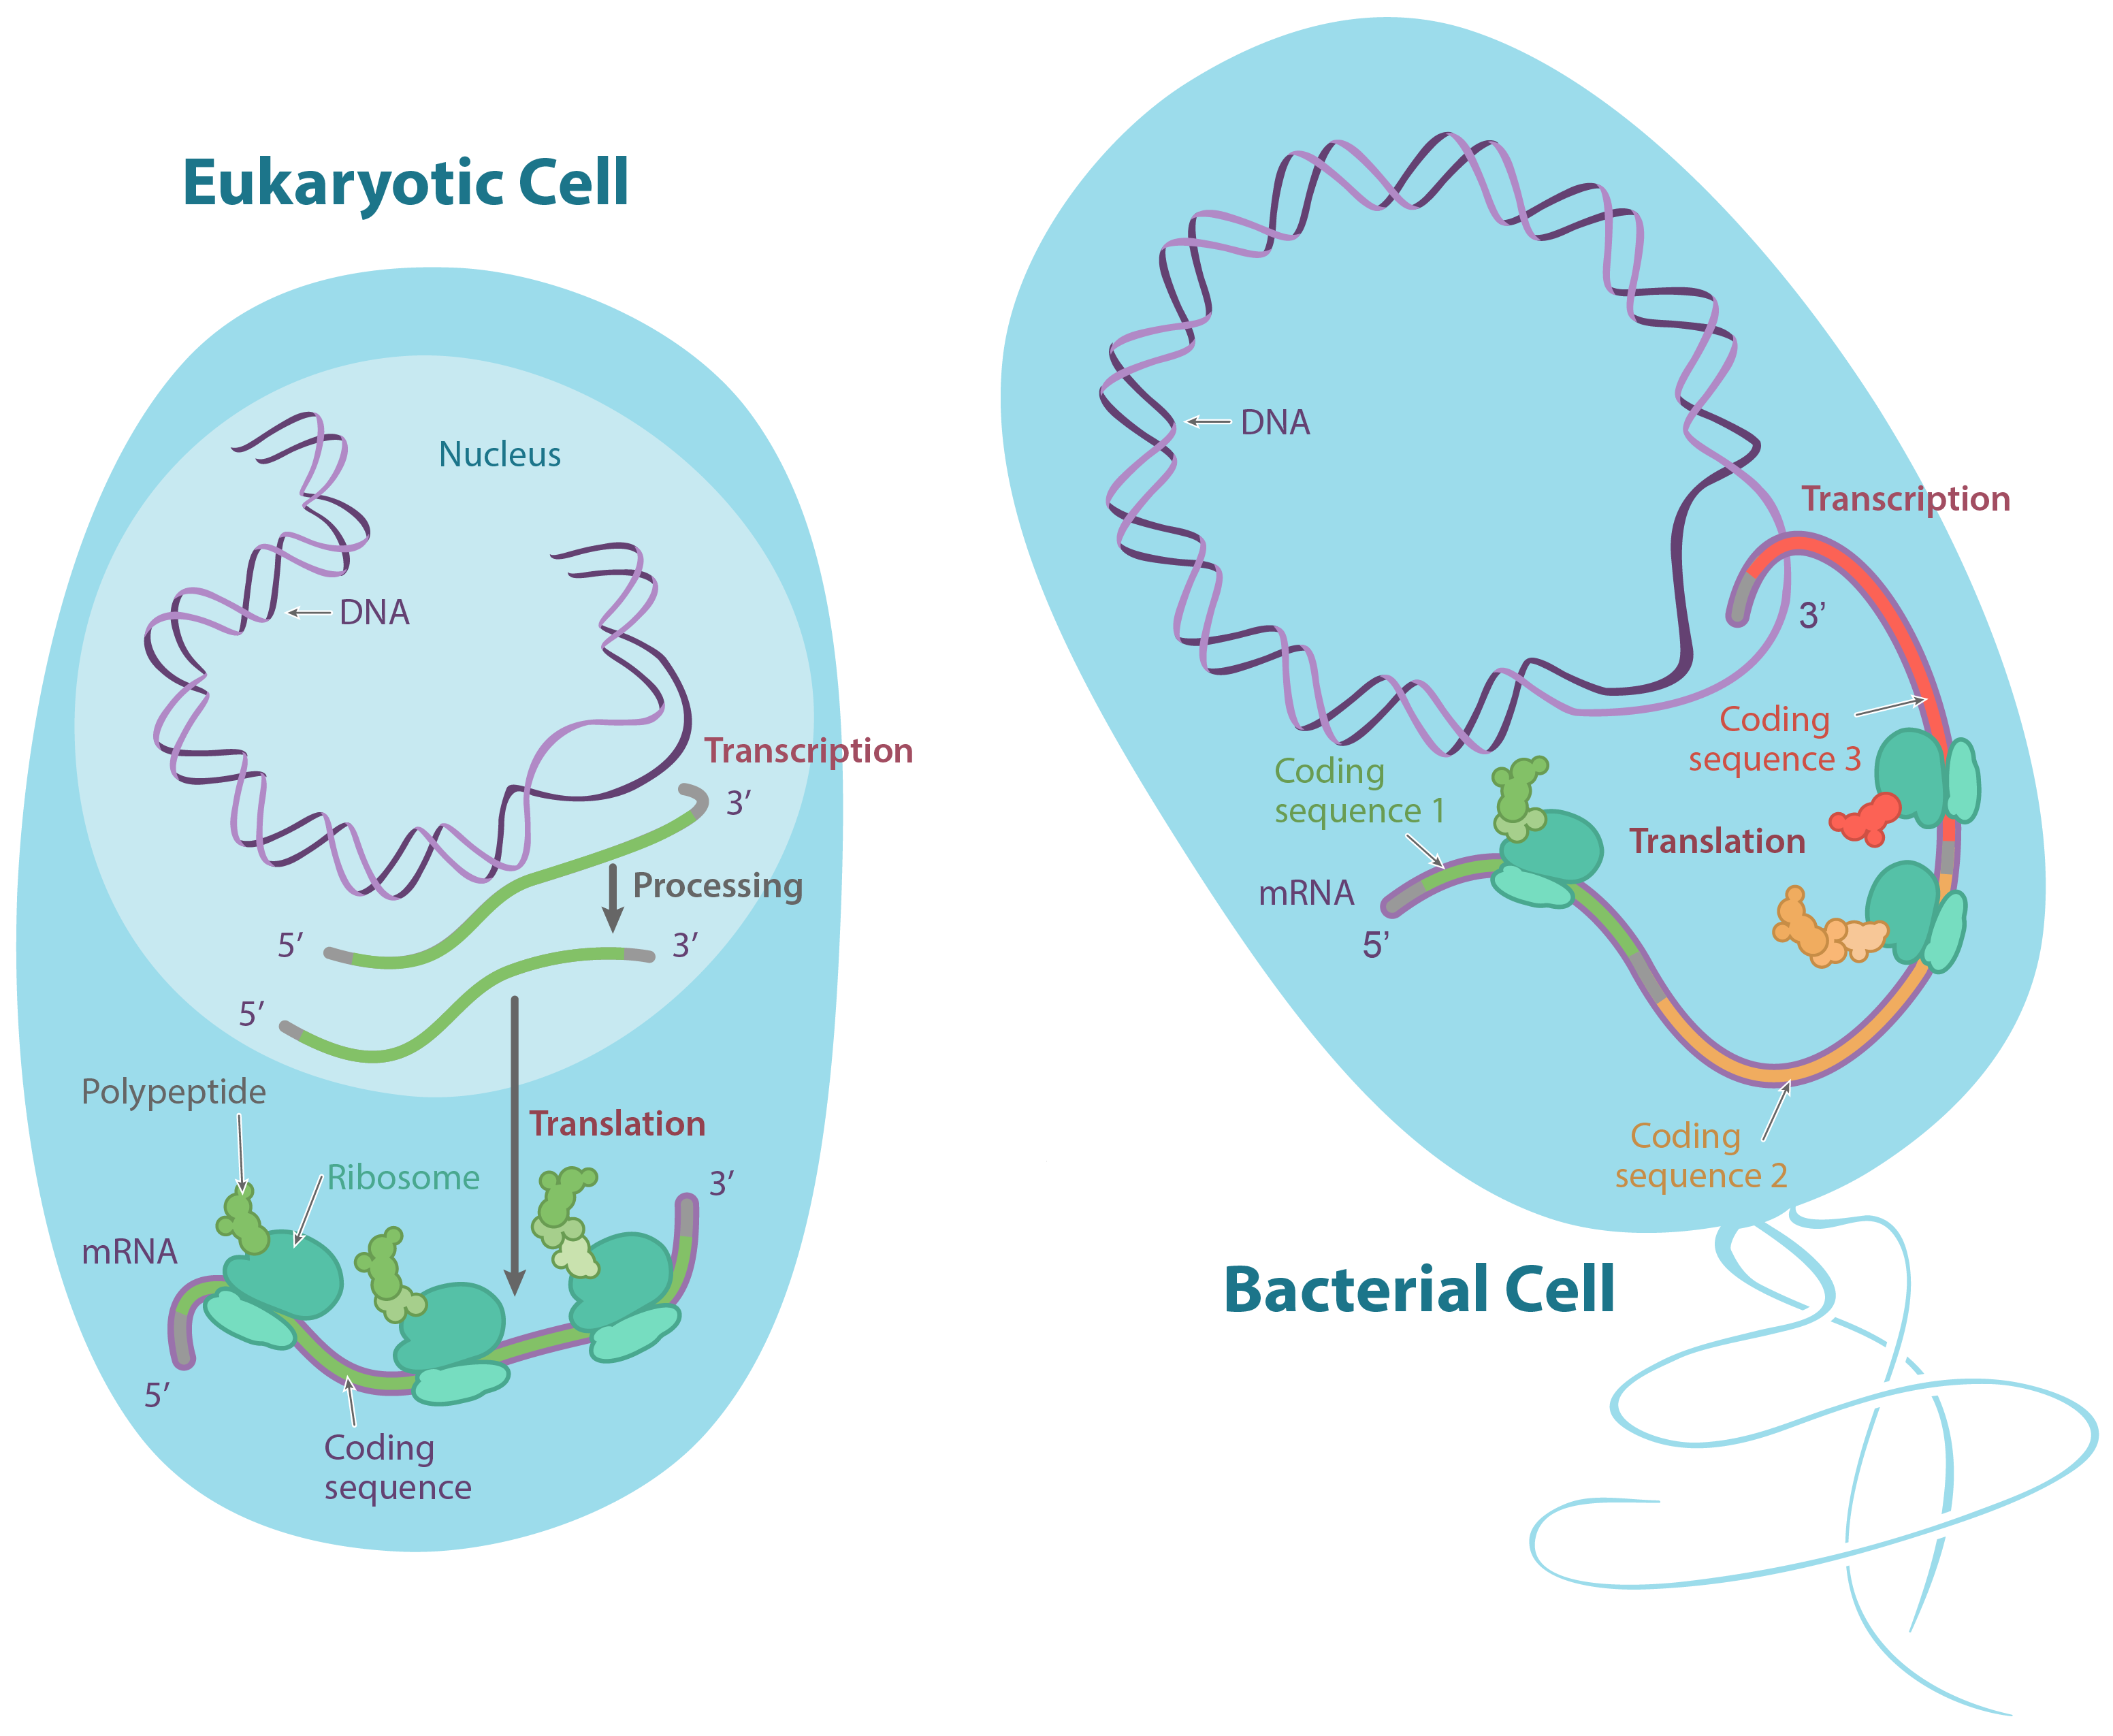 Eukaryotic Cell
Nucleus
DNA
Transcription
3’
Processing
5’
3’
5’
Polypeptide
Translation
Ribosome
3’
mRNA
5’
Coding
sequence
DNA
Transcription
3’
Coding
sequence 3
Coding
sequence 1
Translation
mRNA
5’
Coding
sequence 2
Bacterial Cell